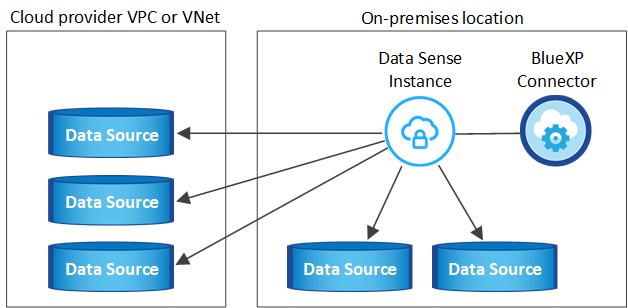 Cloud provider VPC or VNet
On-premises location
Data Sense
Instance
BlueXP
Connector
Data Source
Data Source
Data Source
Data Source
Data Source